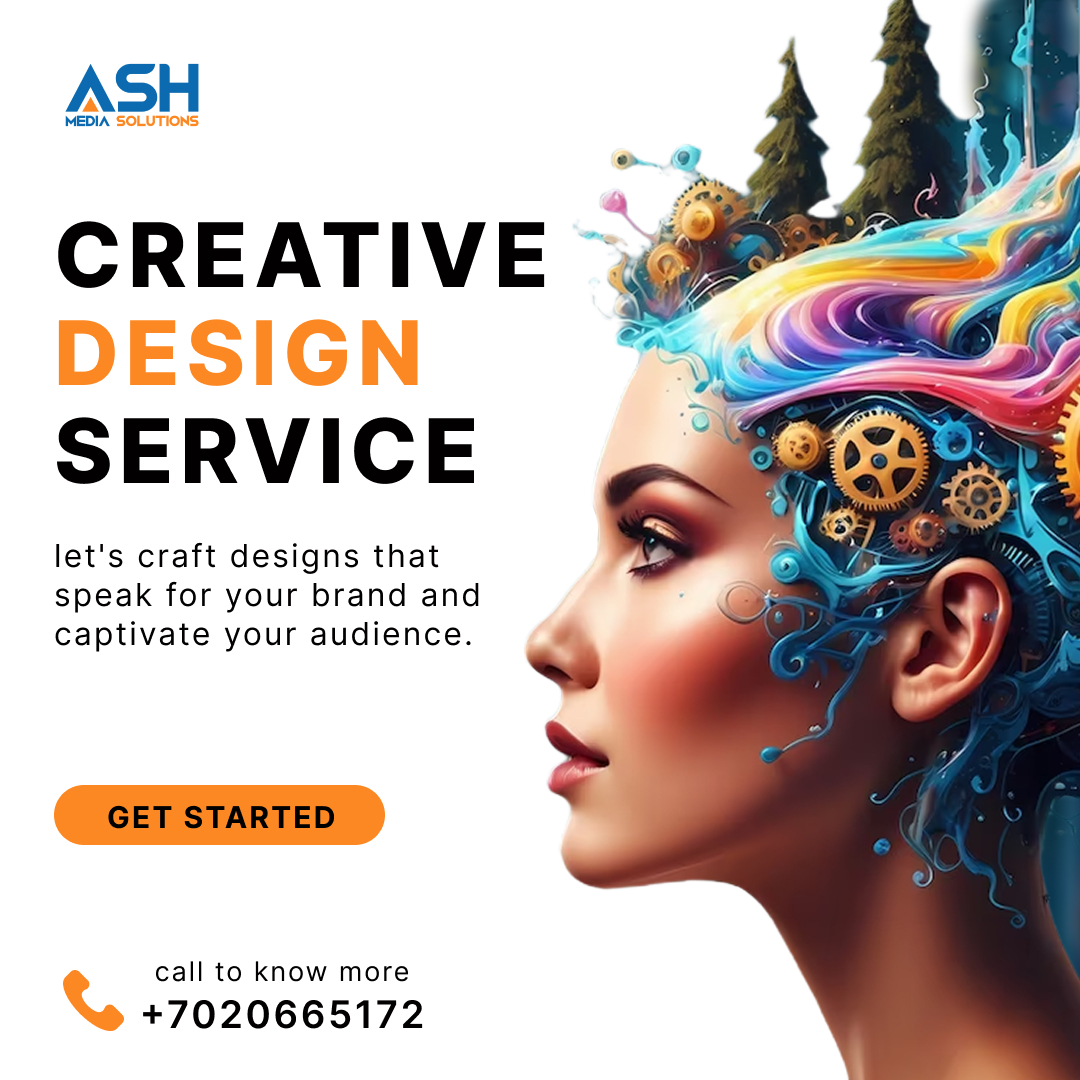 ASH
MEDIA SOLUTIONS
CREATIVE
DESIGN
SERVICE
let's craft designs that
speak for your brand and
captivate your audience.
GET STARTED
call to know more
+7020665172